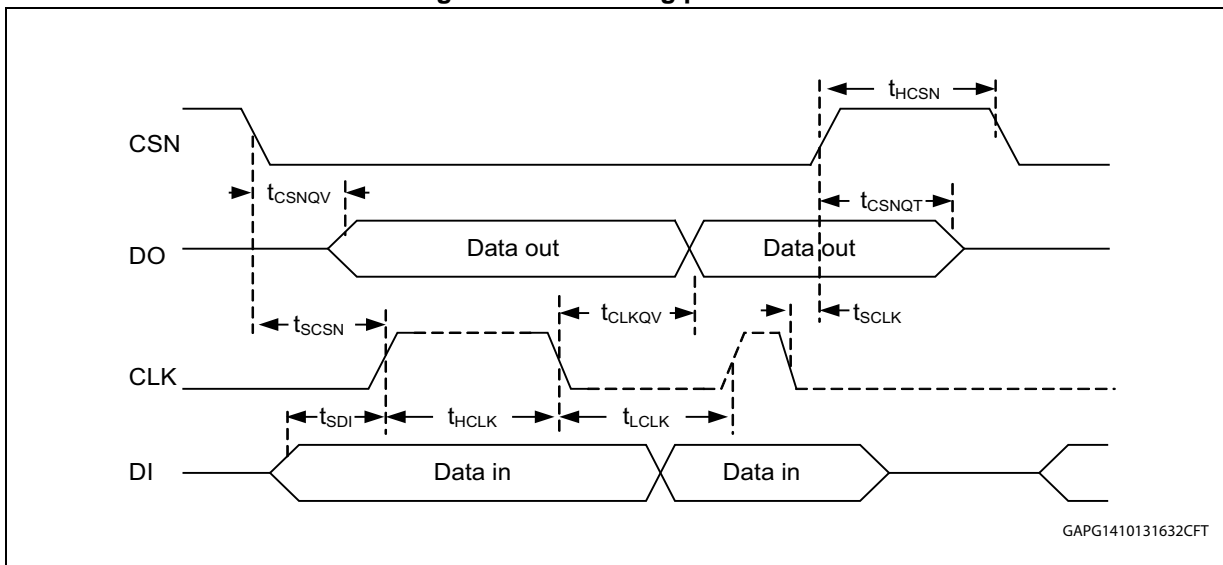 tHCSN
CSN
tCSNQV
tCSNQT
DO
Data out
Data out
tSCSN
tCLKQV
tSCLK
CLK
tSDI
tHCLK
tLCLK
DI
Data in
Data in
GAPG1410131632CFT